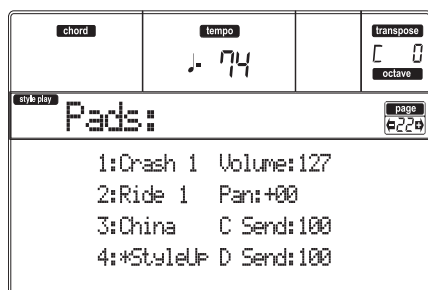 chord
tempo
transpose
♩- 74
C 0
octave
style play
Pads:
page
22
1:Crash 1 Volume:127
2:Ride 1 Pan:+00
3:China C Send:100
4:*StyleUp D Send:100